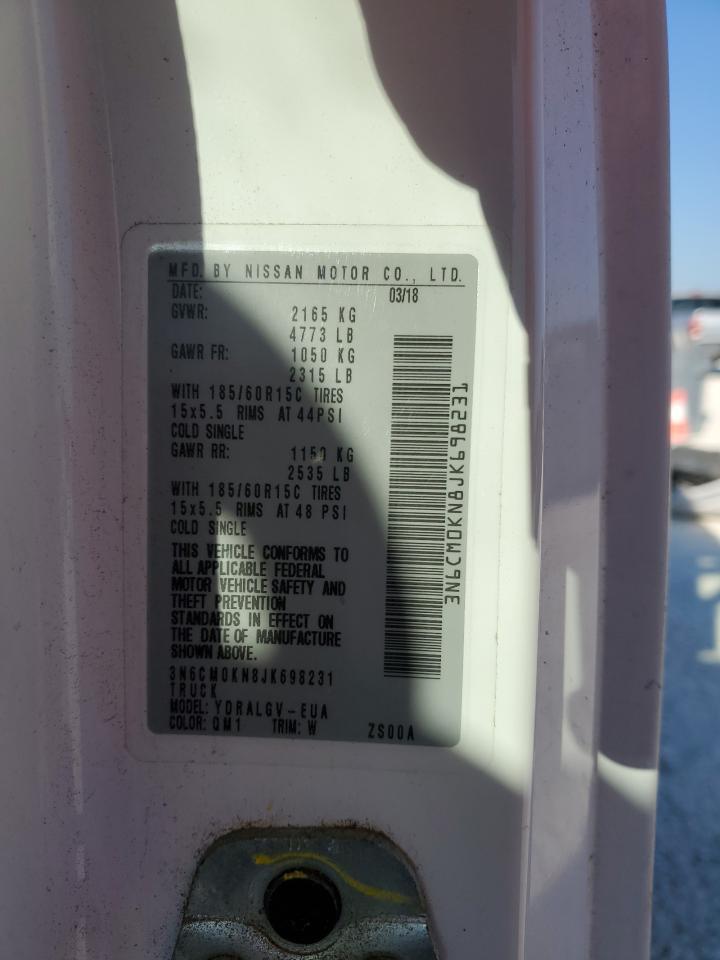 MFD. BY NISSAN MOTOR CO., LTD.
DATE: 03/18
GVWR: 2165 KG
4773 LB
GAWR FR: 1050 KG
2315 LB
WITH 185/60R15C TIRES
15x5.5 RIMS AT 44PSI
COLD SINGLE
GAWR RR: 1150 KG
2535 LB
WITH 185/60R15C TIRES
15x5.5 RIMS AT 48 PSI
COLD SINGLE
THIS VEHICLE CONFORMS TO
ALL APPLICABLE FEDERAL
MOTOR VEHICLE SAFETY AND
THEFT PREVENTION
STANDARDS IN EFFECT ON
THE DATE OF MANUFACTURE
SHOWN ABOVE.
3N6CM0KN8JK698231
TRUCK
MODEL: YDRALGV-EUA
COLOR: QM1 TRIM: W ZS00A
3N6CM0KN8JK698231